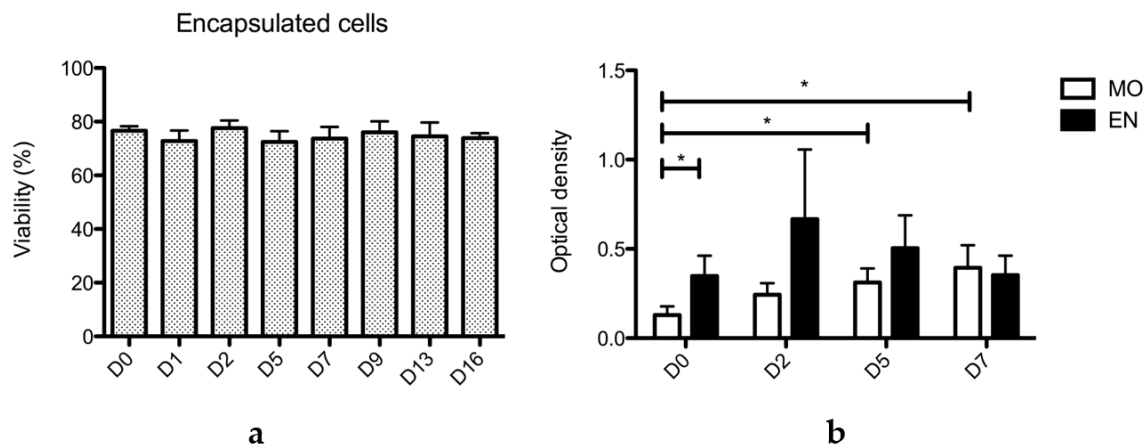 Encapsulated cells
Viability (%)
100
80
60
40
20
0
D0 D1 D2 D5 D7 D9 D13 D16
a
Optical density
1.5
1.0
0.5
0.0
*
*
*
D0 D2 D5 D7
MO
EN
b